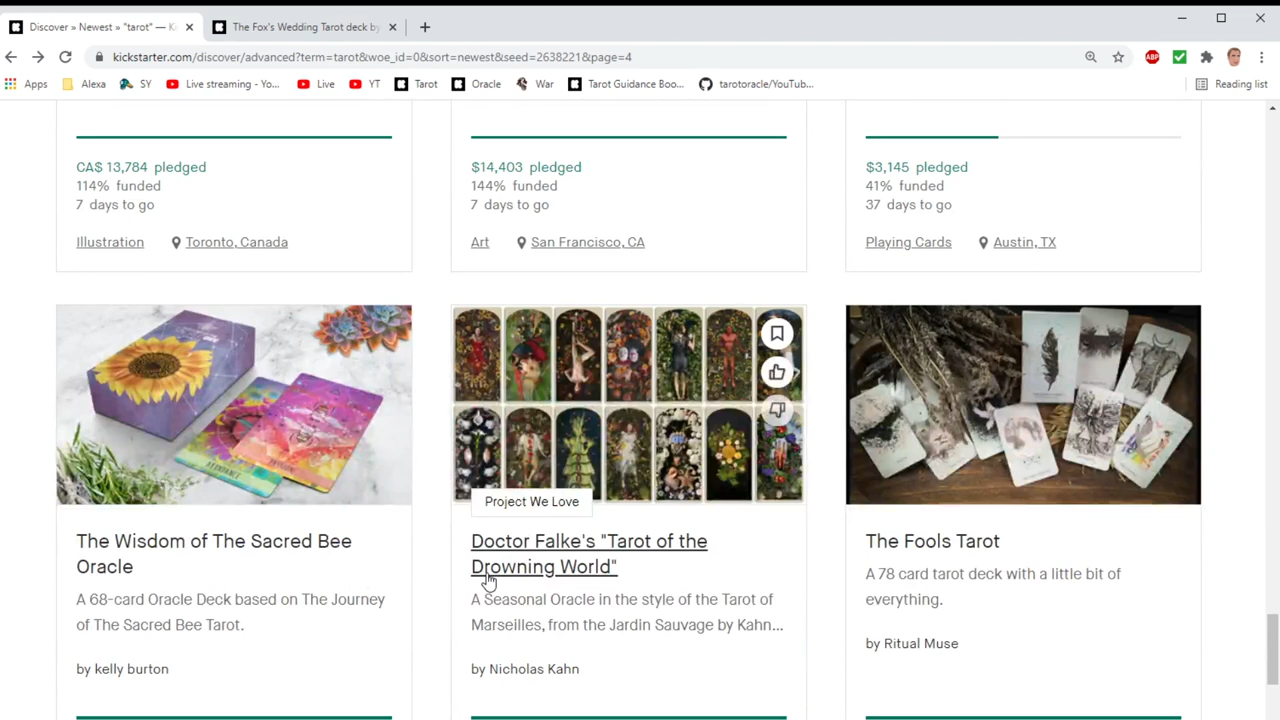 Discover » Newest » "tarot" — K
The Fox's Wedding Tarot deck by
kickstarter.com/discover/advanced?term=tarot&woe_id=0&sort=newest&seed=2638221&page=4
ABP
Apps
Alexa
SY
Live streaming - Yo...
Live
YT
Tarot
Oracle
War
Tarot Guidance Boo...
tarotoracle/YouTub...
Reading list
CA$ 13,784 pledged
114% funded
7 days to go
Illustration
Toronto, Canada
$14,403 pledged
144% funded
7 days to go
Art
San Francisco, CA
$3,145 pledged
41% funded
37 days to go
Playing Cards
Austin, TX
The Wisdom of The Sacred Bee
Oracle
A 68-card Oracle Deck based on The Journey
of The Sacred Bee Tarot.
by kelly burton
Project We Love
Doctor Falke's "Tarot of the
Drowning World"
A Seasonal Oracle in the style of the Tarot of
Marseilles, from the Jardin Sauvage by Kahn...
by Nicholas Kahn
The Fools Tarot
A 78 card tarot deck with a little bit of
everything.
by Ritual Muse